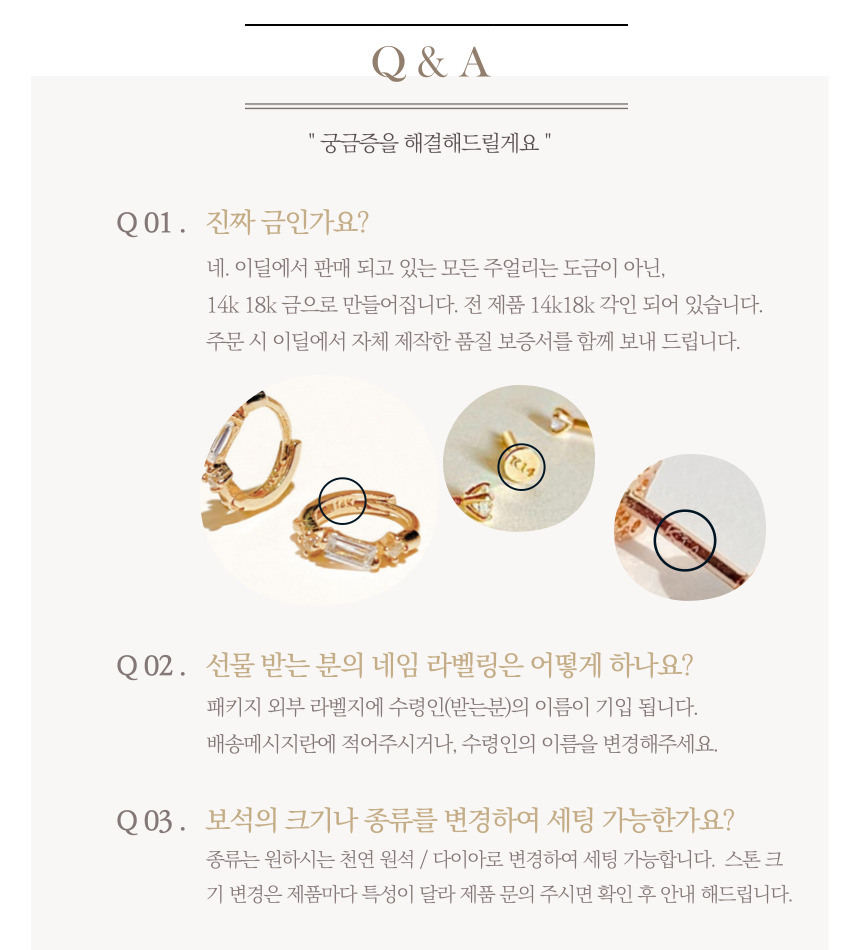 Q & A
" 궁금증을 해결해드릴게요 "
Q 01 . 진짜 금인가요?
네. 이딜에서 판매 되고 있는 모든 주얼리는 도금이 아닌,
14k 18k 금으로 만들어집니다. 전 제품 14k18k 각인 되어 있습니다.
주문 시 이딜에서 자체 제작한 품질 보증서를 함께 보내 드립니다.
14K
K14
Q 02 . 선물 받는 분의 네임 라벨링은 어떻게 하나요?
패키지 외부 라벨지에 수령인(받는분)의 이름이 기입 됩니다.
배송메시지란에 적어주시거나, 수령인의 이름을 변경해주세요.
Q 03 . 보석의 크기나 종류를 변경하여 세팅 가능한가요?
종류는 원하시는 천연 원석 / 다이아로 변경하여 세팅 가능합니다. 스톤 크
기 변경은 제품마다 특성이 달라 제품 문의 주시면 확인 후 안내 해드립니다.